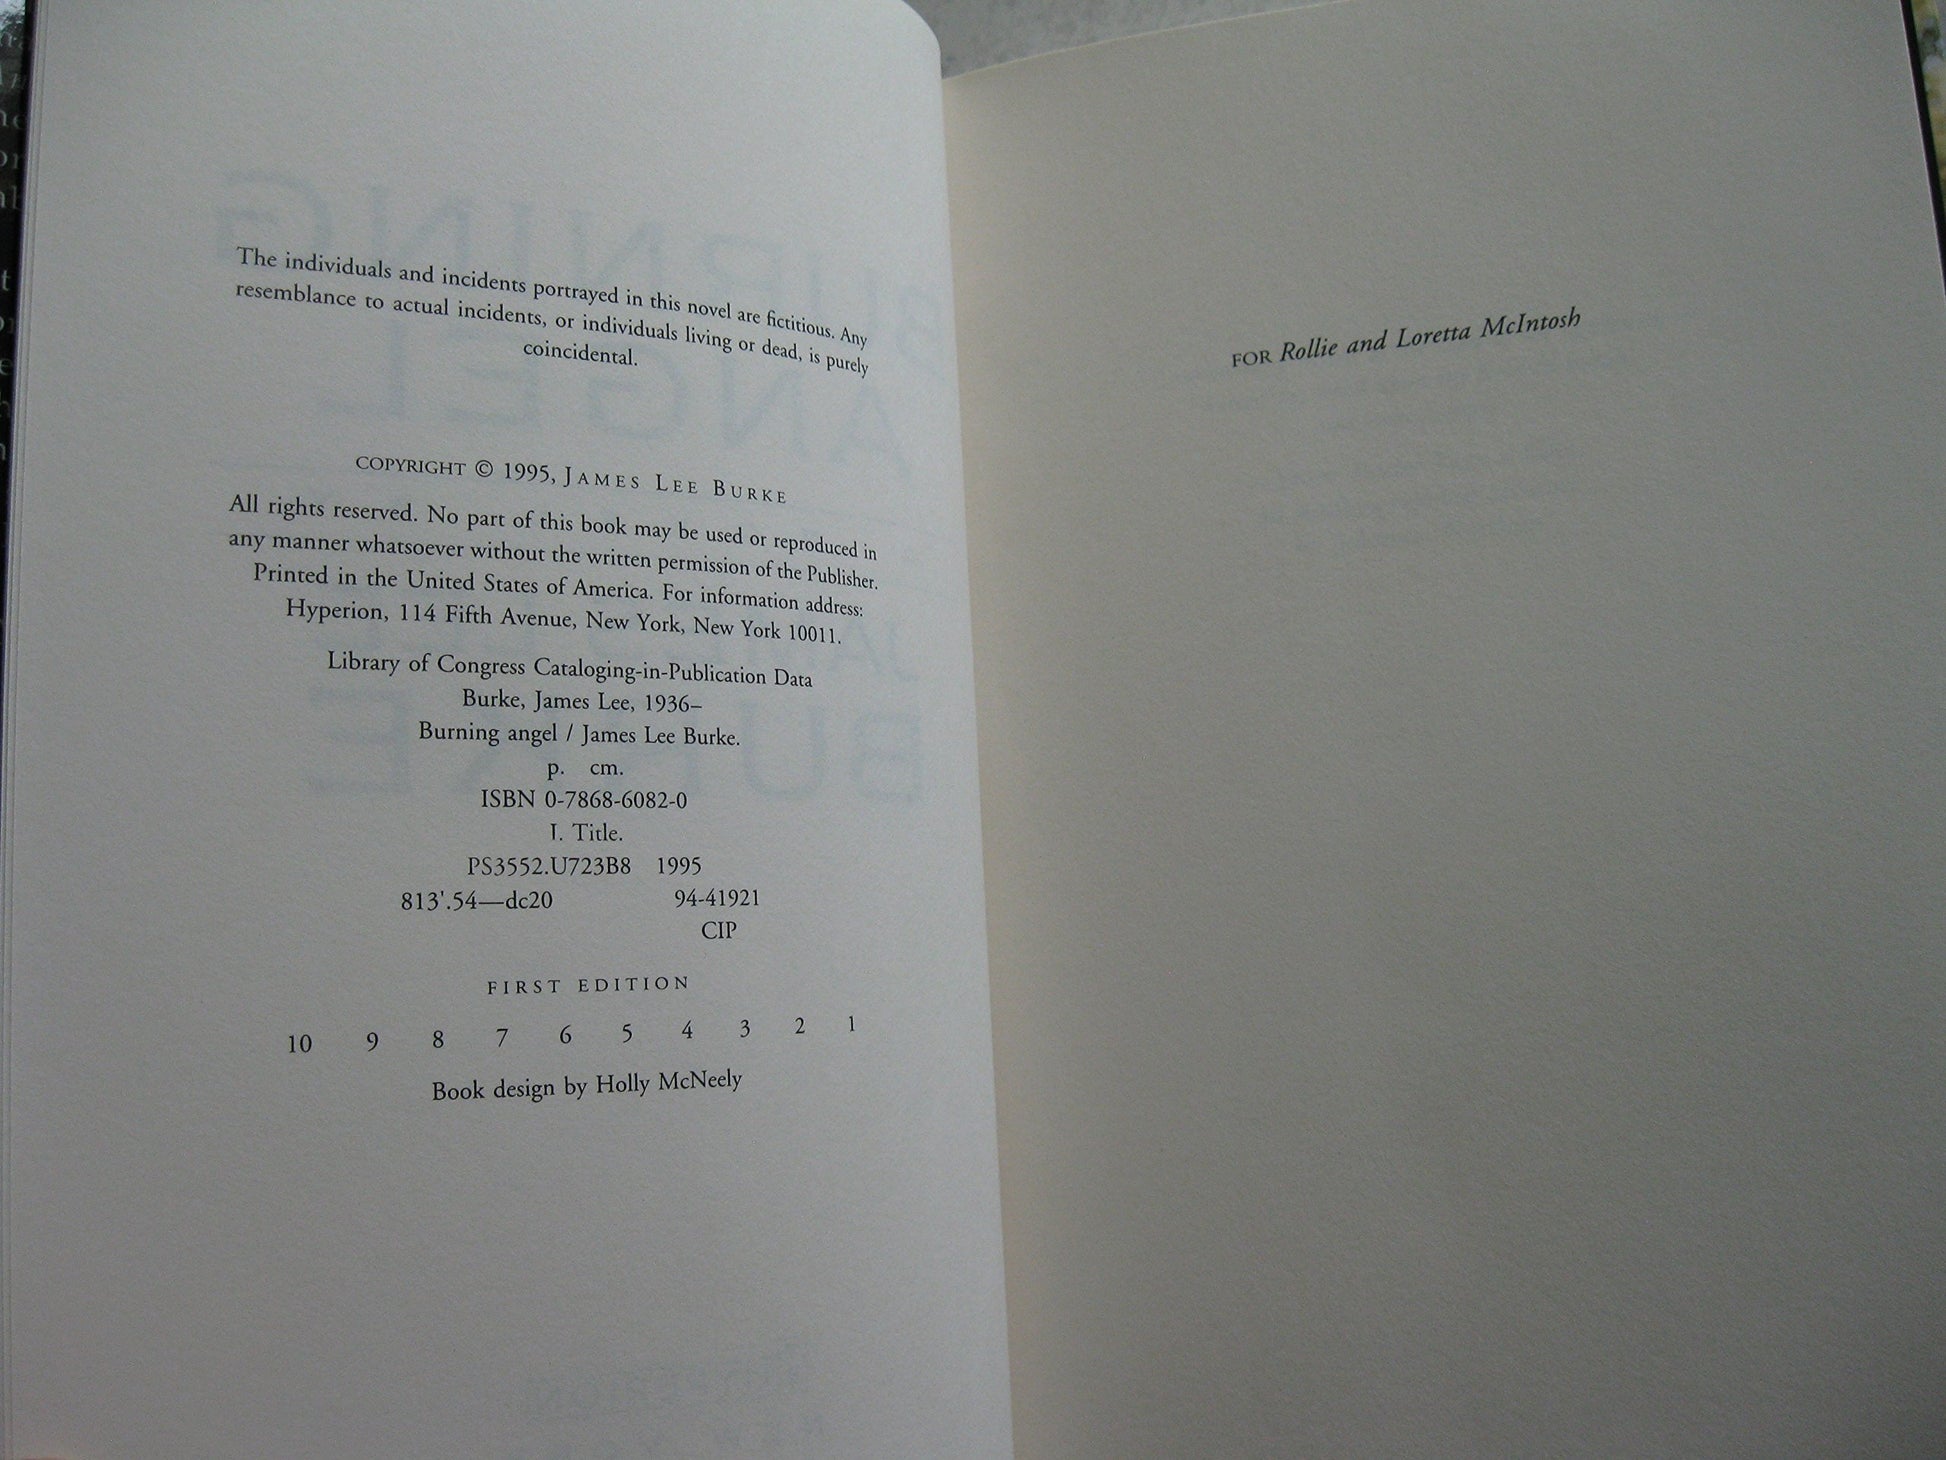 The individuals and incidents portrayed in this novel are fictitious. Any
resemblance to actual incidents, or individuals living or dead, is purely
coincidental.
COPYRIGHT © 1995, JAMES LEE BURKE
All rights reserved. No part of this book may be used or reproduced in
any manner whatsoever without the written permission of the Publisher.
Printed in the United States of America. For information address:
Hyperion, 114 Fifth Avenue, New York, New York 10011.
Library of Congress Cataloging-in-Publication Data
Burke, James Lee, 1936–
Burning angel / James Lee Burke.
p. cm.
ISBN 0-7868-6082-0
I. Title.
PS3552.U723B8 1995
813'.54—dc20 94-41921
CIP
FIRST EDITION
10 9 8 7 6 5 4 3 2 1
Book design by Holly McNeely
FOR Rollie and Loretta McIntosh